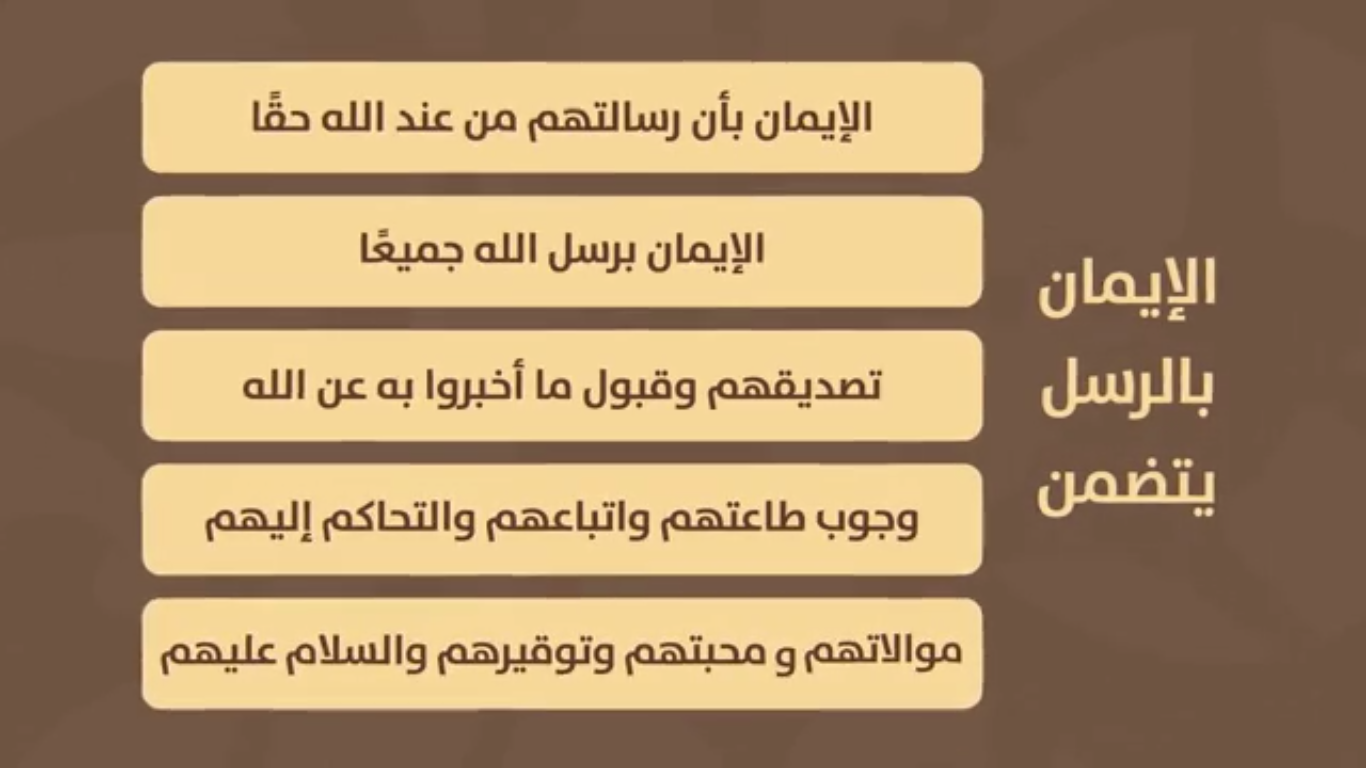 الإيمان
بالرسل
يتضمن
الإيمان بأن رسالتهم من عند الله حقًّا
الإيمان برسل الله جميعًا
تصديقهم وقبول ما أخبروا به عن الله
وجوب طاعتهم واتباعهم والتحاكم إليهم
موالاتهم و محبتهم وتوقيرهم والسلام عليهم